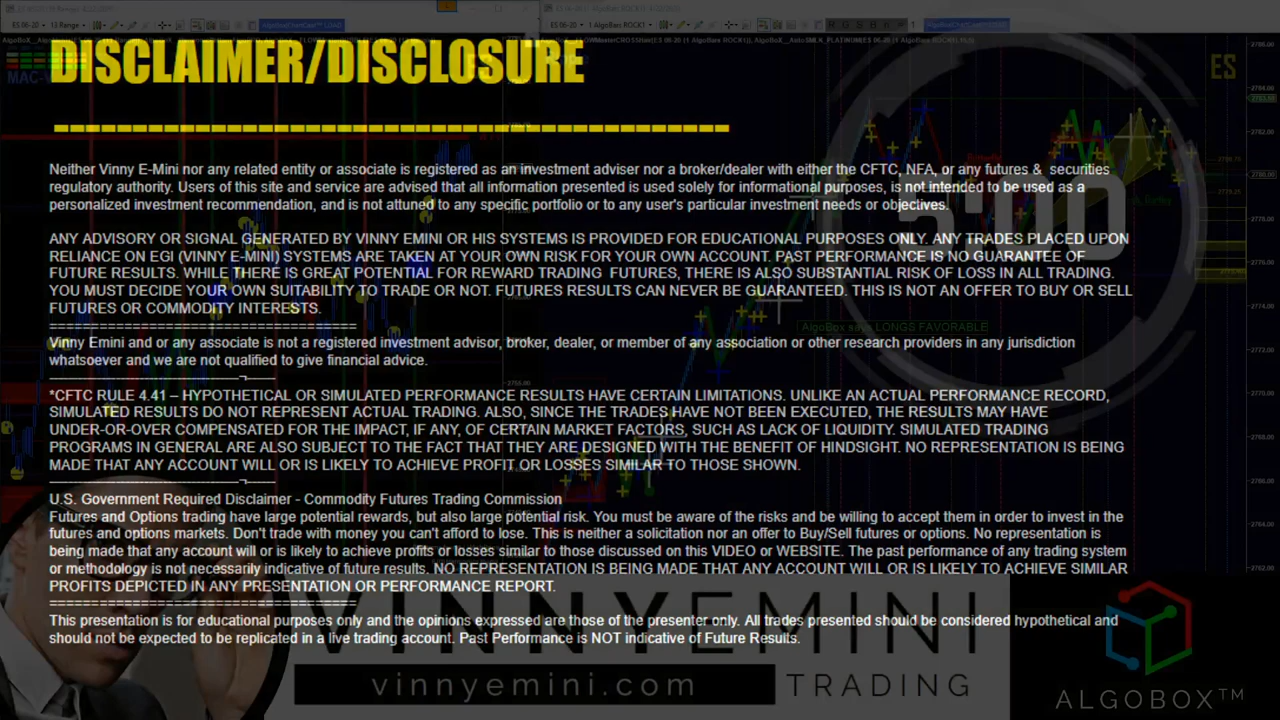 ES 06-20
13 Range
ES 06-20
1 AlgoBox ROCK1
ES
DISCLAIMER/DISCLOSURE
Neither Vinny E-Mini nor any related entity or associate is registered as an investment adviser nor a broker/dealer with either the CFTC, NFA, or any futures & securities
regulatory authority. Users of this site and service are advised that all information presented is used solely for informational purposes, is not intended to be used as a
personalized investment recommendation, and is not attuned to any specific portfolio or to any user's particular investment needs or objectives.
5:00
ANY ADVISORY OR SIGNAL GENERATED BY VINNY EMINI OR HIS SYSTEMS IS PROVIDED FOR EDUCATIONAL PURPOSES ONLY. ANY TRADES PLACED UPON
RELIANCE ON EGI (VINNY E-MINI) SYSTEMS ARE TAKEN AT YOUR OWN RISK FOR YOUR OWN ACCOUNT. PAST PERFORMANCE IS NO GUARANTEE OF
FUTURE RESULTS. WHILE THERE IS GREAT POTENTIAL FOR REWARD TRADING FUTURES, THERE IS ALSO SUBSTANTIAL RISK OF LOSS IN ALL TRADING.
YOU MUST DECIDE YOUR OWN SUITABILITY TO TRADE OR NOT. FUTURES RESULTS CAN NEVER BE GUARANTEED. THIS IS NOT AN OFFER TO BUY OR SELL
FUTURES OR COMMODITY INTERESTS.
AlgoBox says LONGS FAVORABLE
Vinny Emini and or any associate is not a registered investment advisor, broker, dealer, or member of any association or other research providers in any jurisdiction
whatsoever and we are not qualified to give financial advice.
*CFTC RULE 4.41 – HYPOTHETICAL OR SIMULATED PERFORMANCE RESULTS HAVE CERTAIN LIMITATIONS. UNLIKE AN ACTUAL PERFORMANCE RECORD,
SIMULATED RESULTS DO NOT REPRESENT ACTUAL TRADING. ALSO, SINCE THE TRADES HAVE NOT BEEN EXECUTED, THE RESULTS MAY HAVE
UNDER-OR-OVER COMPENSATED FOR THE IMPACT, IF ANY, OF CERTAIN MARKET FACTORS, SUCH AS LACK OF LIQUIDITY. SIMULATED TRADING
PROGRAMS IN GENERAL ARE ALSO SUBJECT TO THE FACT THAT THEY ARE DESIGNED WITH THE BENEFIT OF HINDSIGHT. NO REPRESENTATION IS BEING
MADE THAT ANY ACCOUNT WILL OR IS LIKELY TO ACHIEVE PROFIT OR LOSSES SIMILAR TO THOSE SHOWN.
U.S. Government Required Disclaimer - Commodity Futures Trading Commission
Futures and Options trading have large potential rewards, but also large potential risk. You must be aware of the risks and be willing to accept them in order to invest in the
futures and options markets. Don't trade with money you can't afford to lose. This is neither a solicitation nor an offer to Buy/Sell futures or options. No representation is
being made that any account will or is likely to achieve profits or losses similar to those discussed on this VIDEO or WEBSITE. The past performance of any trading system
or methodology is not necessarily indicative of future results. NO REPRESENTATION IS BEING MADE THAT ANY ACCOUNT WILL OR IS LIKELY TO ACHIEVE SIMILAR
PROFITS DEPICTED IN ANY PRESENTATION OR PERFORMANCE REPORT.
This presentation is for educational purposes only and the opinions expressed are those of the presenter only. All trades presented should be considered hypothetical and
should not be expected to be replicated in a live trading account. Past Performance is NOT indicative of Future Results.
VINNYEMINI
vinnyemini.com
TRADING
ALGOBOX™